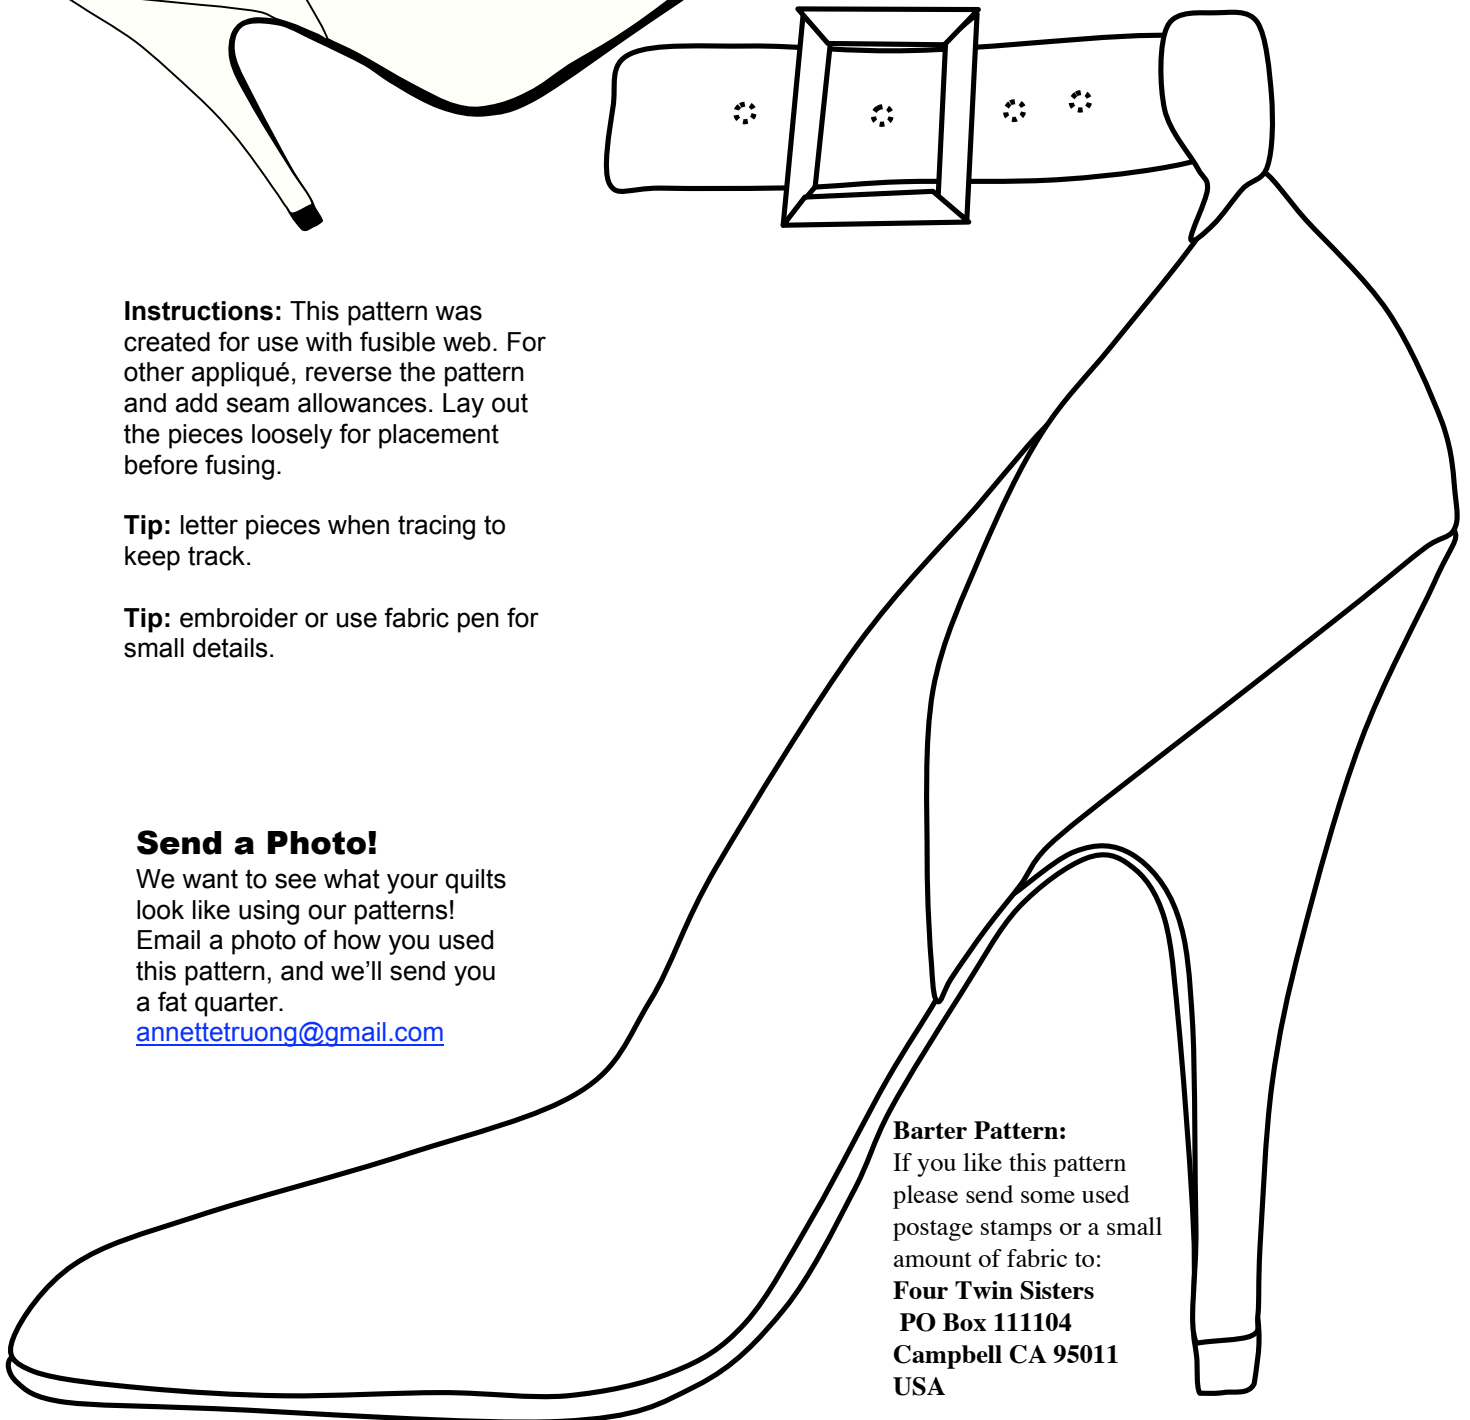 Instructions: This pattern was
created for use with fusible web. For
other appliqué, reverse the pattern
and add seam allowances. Lay out
the pieces loosely for placement
before fusing.
Tip: letter pieces when tracing to
keep track.
Tip: embroider or use fabric pen for
small details.
Send a Photo!
We want to see what your quilts
look like using our patterns!
Email a photo of how you used
this pattern, and we’ll send you
a fat quarter.
annettetruong@gmail.com
Barter Pattern:
If you like this pattern
please send some used
postage stamps or a small
amount of fabric to:
Four Twin Sisters
PO Box 111104
Campbell CA 95011
USA